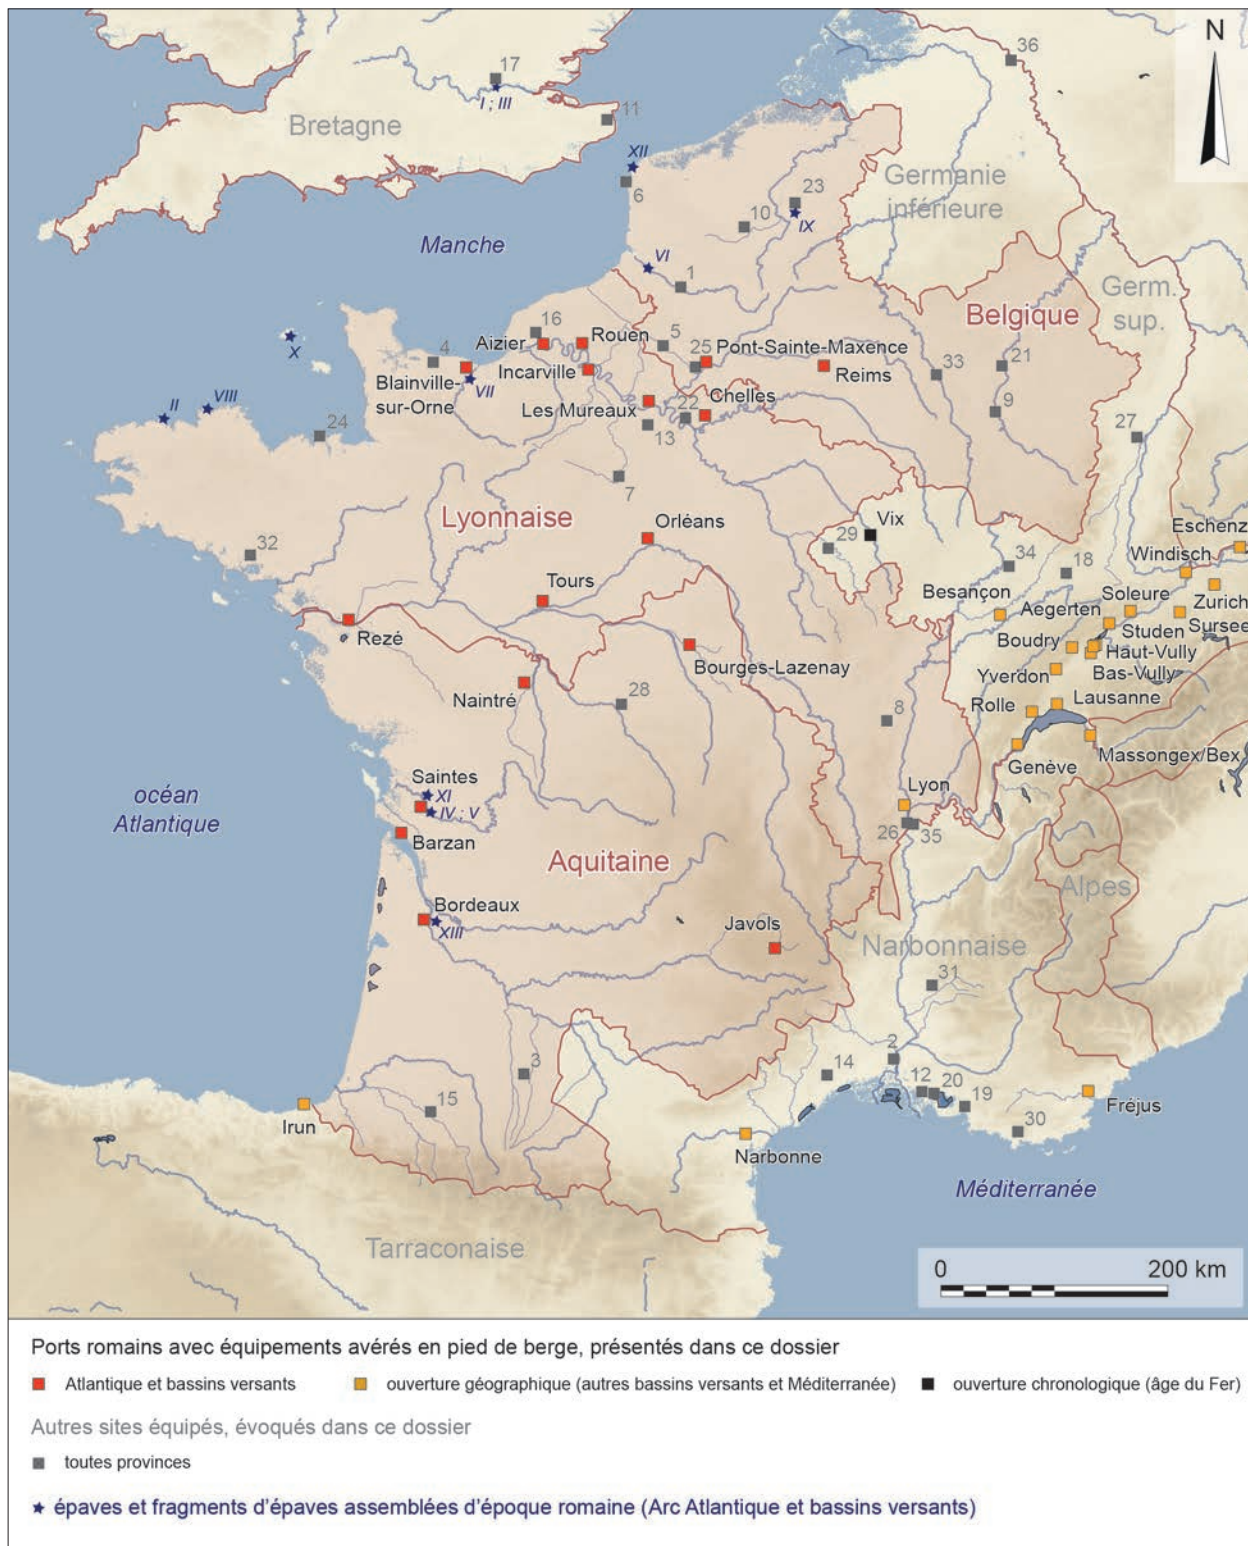 N
36
17
I ; III
11
Bretagne
XII
6
Germanie
inférieure
23
10
IX
Manche
VI
1
Germ.
sup.
Belgique
X
16
Rouen
Aizier
5
4
25
Pont-Sainte-Maxence
Incarville
Reims
33
21
Blainville-
sur-Orne
VII
Les Mureaux
22
Chelles
9
II
VIII
24
13
27
7
Lyonnaise
Orléans
Vix
29
Eschenz
32
34
18
Windisch
Besançon
Soleure
Zurich
Tours
Aegerten
Sursee
Studen
Rezé
Boudry
Haut-Vully
Bourges-Lazenay
Bas-Vully
Yverdon
Naintré
28
Lausanne
Rolle
8
Massongex/Bex
Genève
Saintes
XI
océan
Atlantique
IV ; V
Lyon
26
35
Barzan
Aquitaine
Alpes
Bordeaux
XIII
Javols
Narbonnaise
31
2
3
14
12
20
19
Fréjus
15
Irun
30
Narbonne
Méditerranée
Tarraconaise
0 200 km
Ports romains avec équipements avérés en pied de berge, présentés dans ce dossier
Atlantique et bassins versants ouverture géographique (autres bassins versants et Méditerranée) ouverture chronologique (âge du Fer)
Autres sites équipés, évoqués dans ce dossier
toutes provinces
épaves et fragments d'épaves assemblées d'époque romaine (Arc Atlantique et bassins versants)